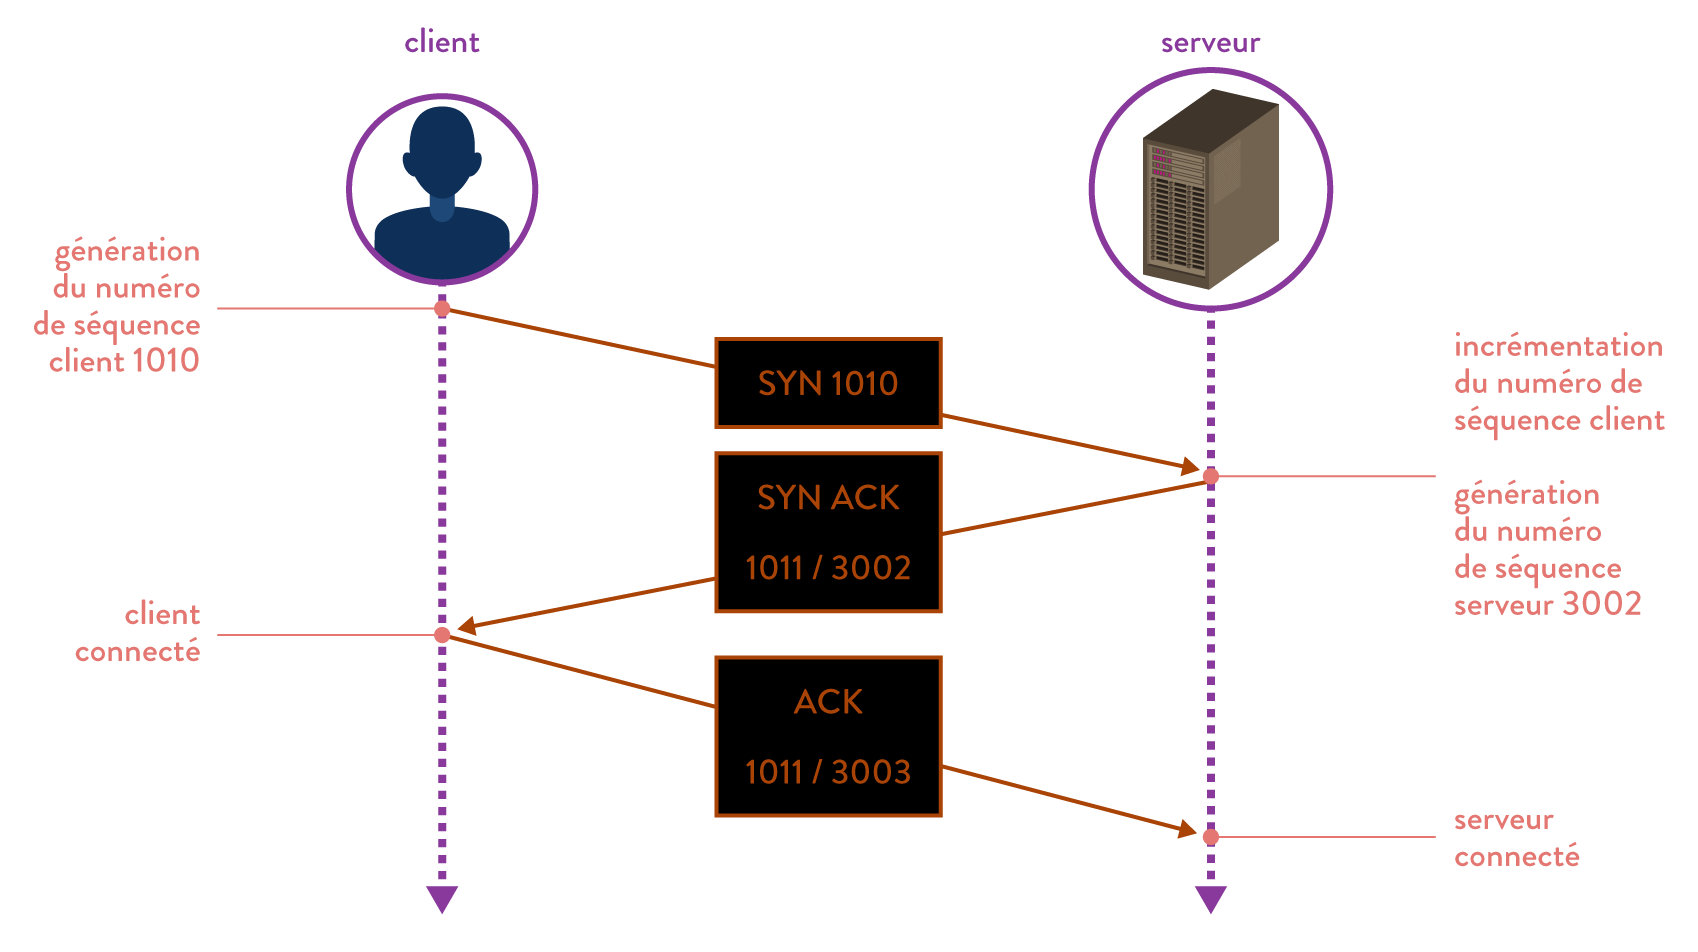 client
serveur
génération
du numéro
de séquence
client 1010
SYN 1010
incrémentation
du numéro de
séquence client
SYN ACK
1011 / 3002
génération
du numéro
de séquence
serveur 3002
client
connecté
ACK
1011 / 3003
serveur
connecté